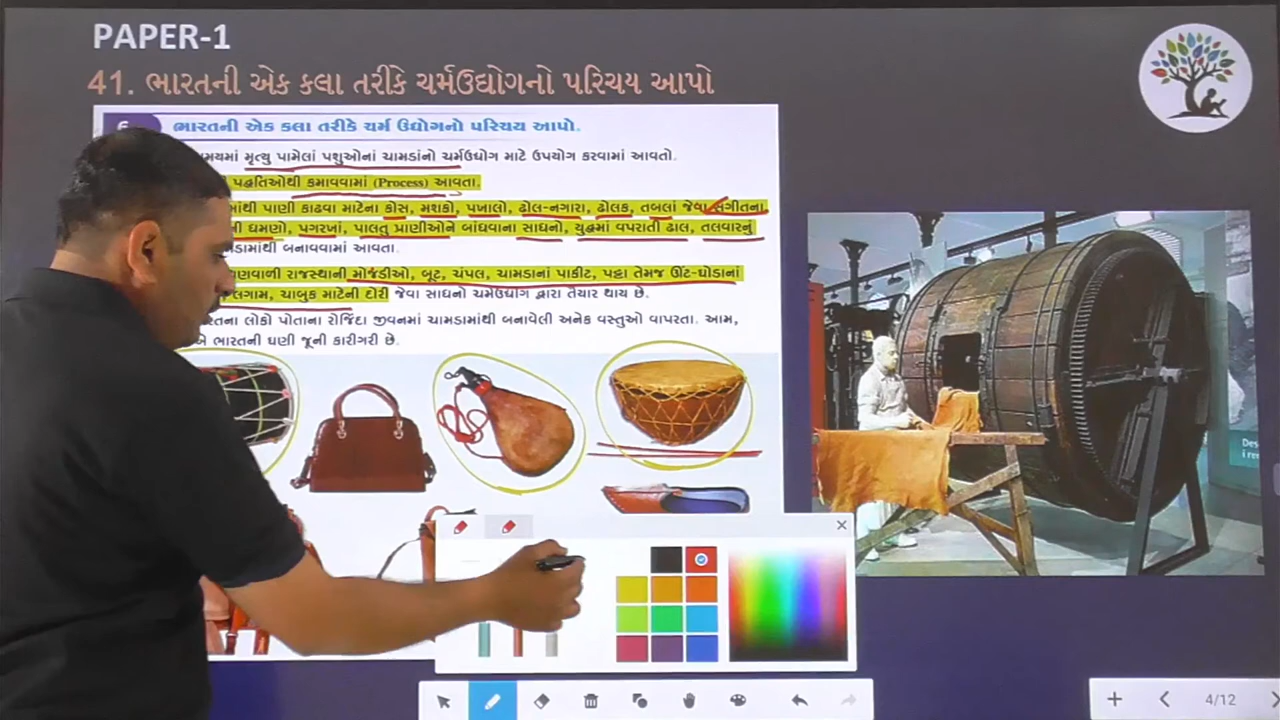 PAPER-1
41. ભારતની એક કલા તરીકે ચર્મઉદ્યોગનો પરિચય આપો
ભારતની એક કલા તરીકે ચર્મ ઉદ્યોગનો પરિચય આપો.
મૃત્યુ પામેલાં પશુઓનાં ચામડાંનો ચર્મઉદ્યોગ માટે ઉપયોગ કરવામાં આવતો.
પદ્ધતિઓથી કમાવવામાં (Process) આવતા.
પાણી કાઢવા માટેના કોસ, મશકો, પખાલો, ઢોલ-નગારા, ઢોલક, તબલાં જેવા સંગીતના
ધમણો, પગરખાં, પાલતુ પ્રાણીઓને બાંધવાના સાધનો, યુદ્ધમાં વપરાતી ઢાલ, તલવારનું
બનાવવામાં આવતા.
રાજસ્થાની મોજડીઓ, બૂટ, ચંપલ, ચામડાનાં પાકીટ, પટ્ટા તેમજ ઊંટ-ઘોડાનાં
લગામ, ચાબુક માટેની દોરી જેવા સાધનો ચર્મઉદ્યોગ દ્વારા તૈયાર થાય છે.
લોકો પોતાના રોજિંદા જીવનમાં ચામડામાંથી બનાવેલી અનેક વસ્તુઓ વાપરતા. આમ,
ભારતની ઘણી જૂની કારીગરી છે.
4/12